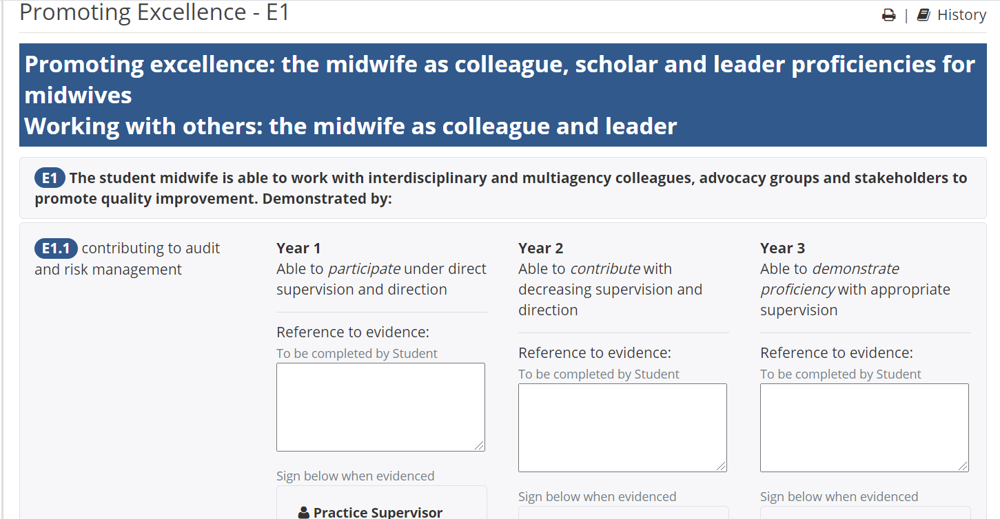 Promoting Excellence - E1
| History
Promoting excellence: the midwife as colleague, scholar and leader proficiencies for
midwives
Working with others: the midwife as colleague and leader
E1 The student midwife is able to work with interdisciplinary and multiagency colleagues, advocacy groups and stakeholders to
promote quality improvement. Demonstrated by:
E1.1 contributing to audit
and risk management
Year 1
Able to participate under direct
supervision and direction
Reference to evidence:
To be completed by Student
Sign below when evidenced
Practice Supervisor
Year 2
Able to contribute with
decreasing supervision and
direction
Reference to evidence:
To be completed by Student
Sign below when evidenced
Year 3
Able to demonstrate
proficiency with appropriate
supervision
Reference to evidence:
To be completed by Student
Sign below when evidenced